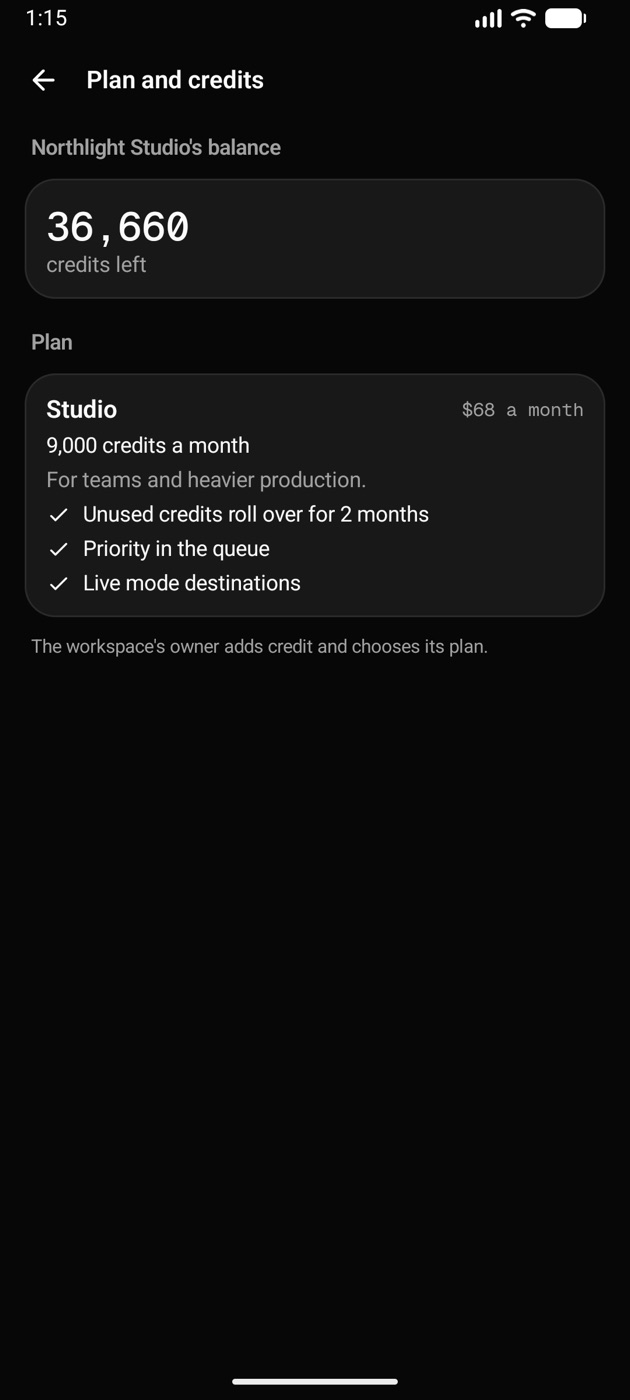 1:15
Plan and credits
Northlight Studio's balance
36,660
credits left
Plan
Studio
$68 a month
9,000 credits a month
For teams and heavier production.
Unused credits roll over for 2 months
Priority in the queue
Live mode destinations
The workspace's owner adds credit and chooses its plan.